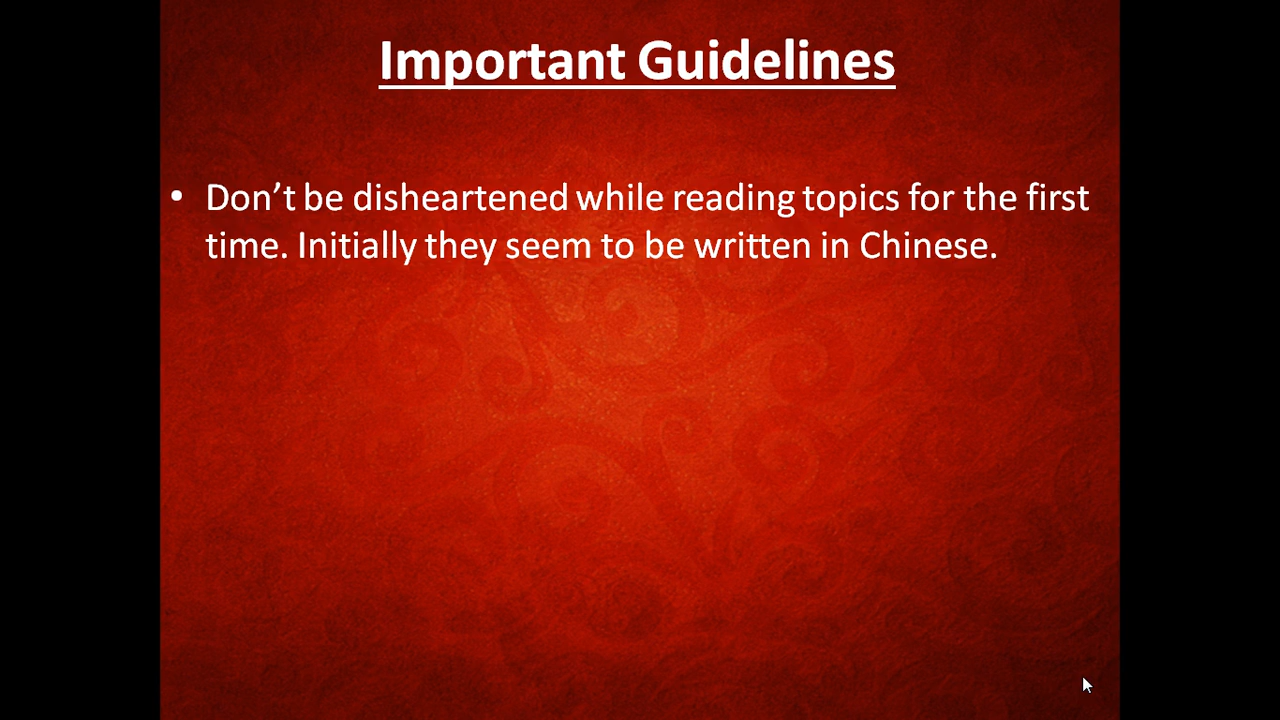 Important Guidelines
• Don’t be disheartened while reading topics for the first
time. Initially they seem to be written in Chinese.